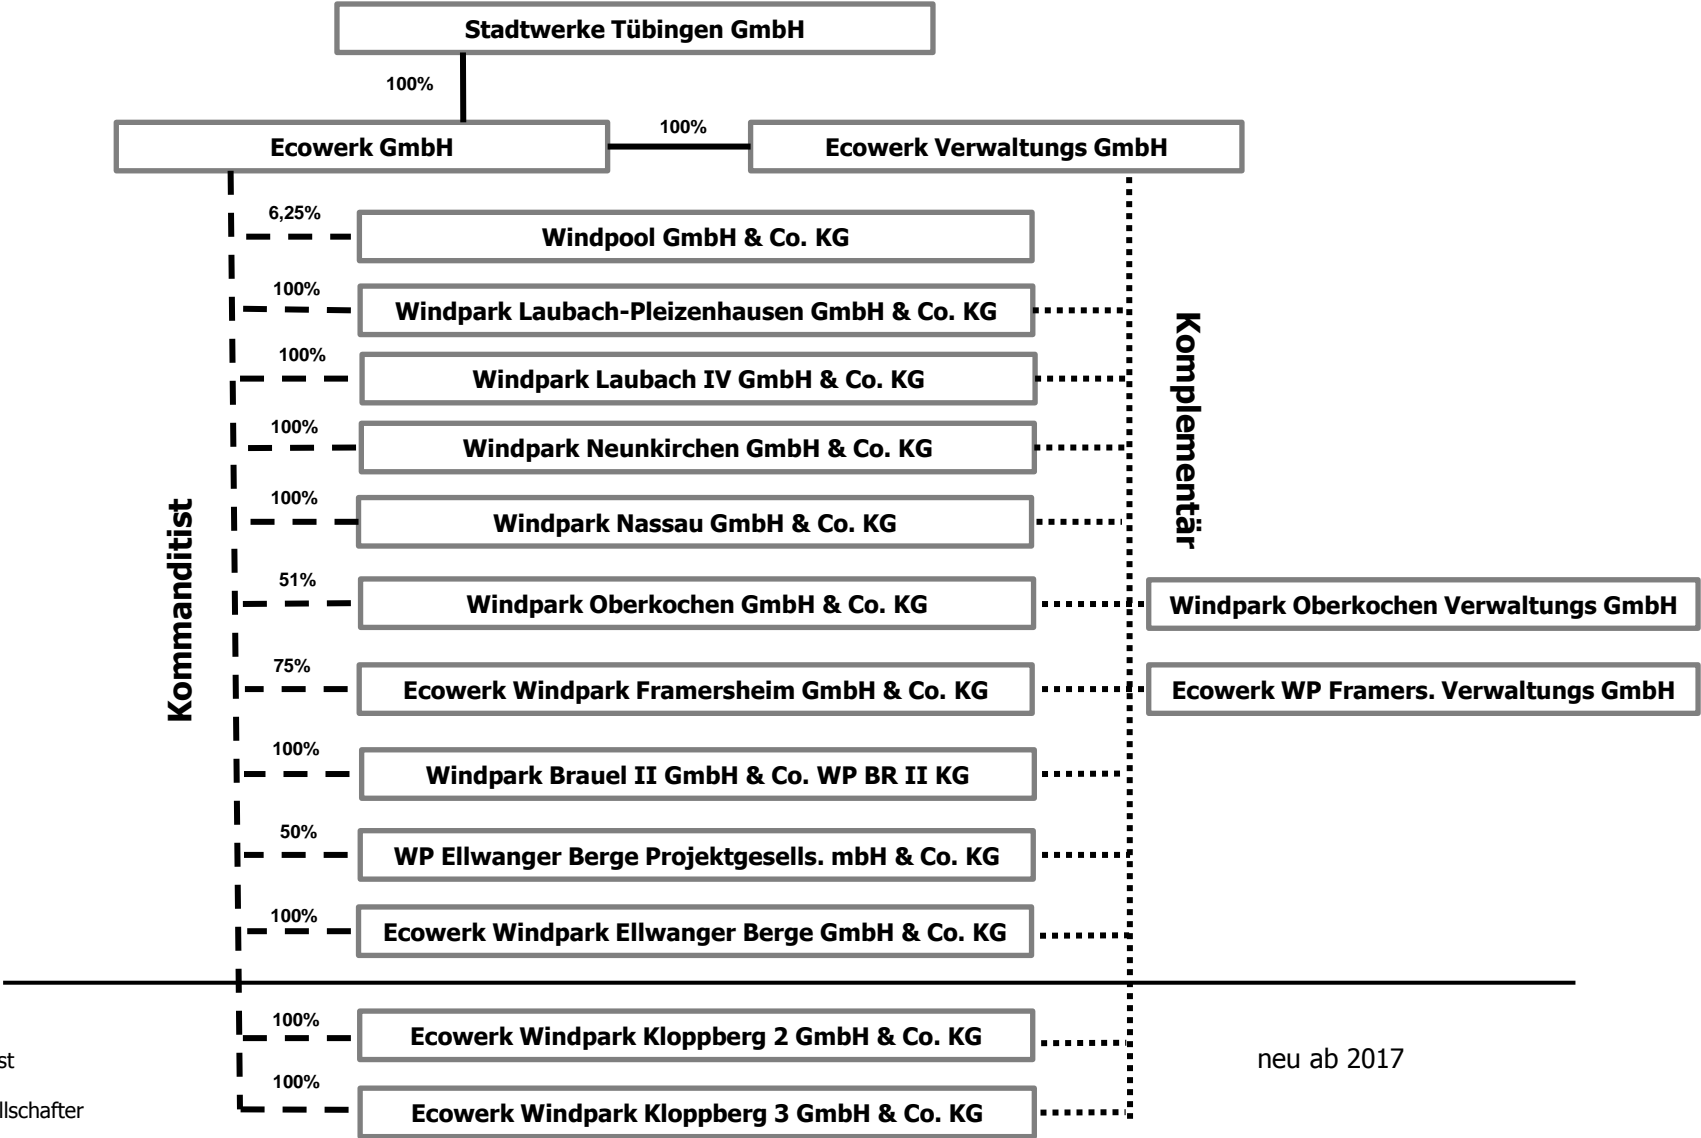 Stadtwerke Tübingen GmbH
100%
Ecowerk GmbH
100%
Ecowerk Verwaltungs GmbH
6,25%
Windpool GmbH & Co. KG
100%
Windpark Laubach-Pleizenhausen GmbH & Co. KG
100%
Windpark Laubach IV GmbH & Co. KG
100%
Windpark Neunkirchen GmbH & Co. KG
100%
Windpark Nassau GmbH & Co. KG
Kommanditist
Komplementär
51%
Windpark Oberkochen GmbH & Co. KG
Windpark Oberkochen Verwaltungs GmbH
75%
Ecowerk Windpark Framersheim GmbH & Co. KG
Ecowerk WP Framers. Verwaltungs GmbH
100%
Windpark Brauel II GmbH & Co. WP BR II KG
50%
WP Ellwanger Berge Projektgesells. mbH & Co. KG
100%
Ecowerk Windpark Ellwanger Berge GmbH & Co. KG
100%
Ecowerk Windpark Kloppberg 2 GmbH & Co. KG
st
neu ab 2017
100%
llschafter
Ecowerk Windpark Kloppberg 3 GmbH & Co. KG